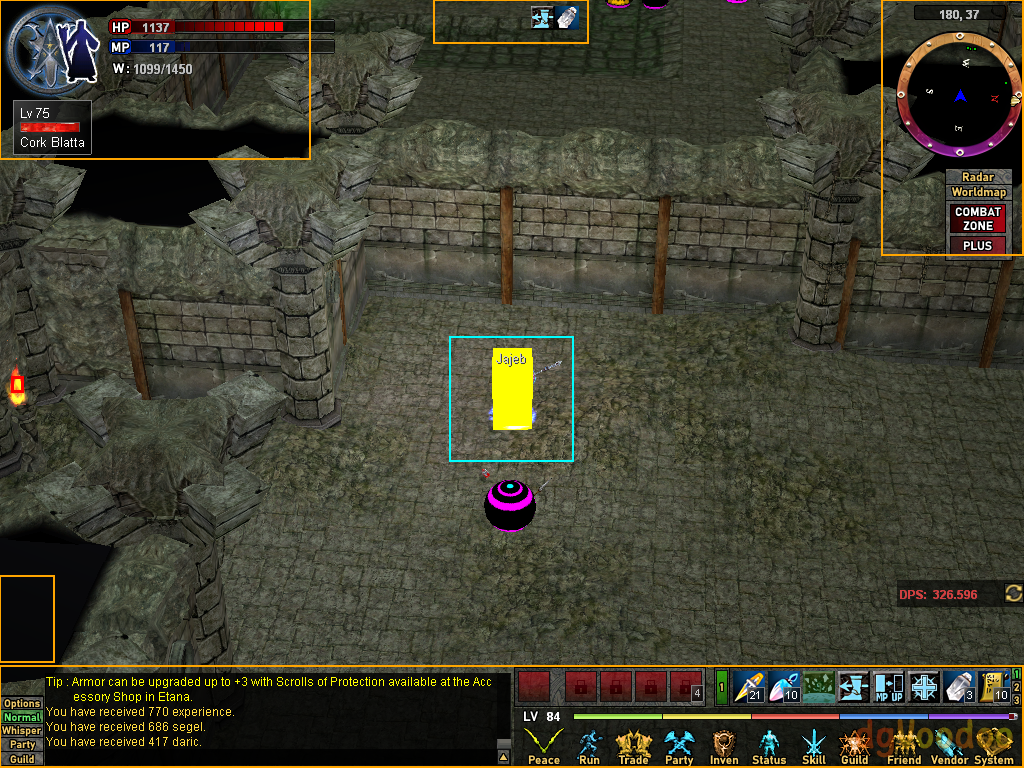 HP 1137
MP 117
W: 1099/1450
Lv 75
Cork Blatta
180, 37
Radar
Worldmap
COMBAT
ZONE
PLUS
Jajeb
DPS: 326.596
Tip : Armor can be upgraded up to +3 with Scrolls of Protection available at the Acc
essory Shop in Etana.
You have received 770 experience.
You have received 686 segel.
You have received 417 daric.
Options
Normal
Whisper
Party
Guild
4
1
21
10
MP UP
3
10
1
2
3
LV 84
Peace
Run
Trade
Party
Inven
Status
Skill
Guild
Friend
Vendor
System